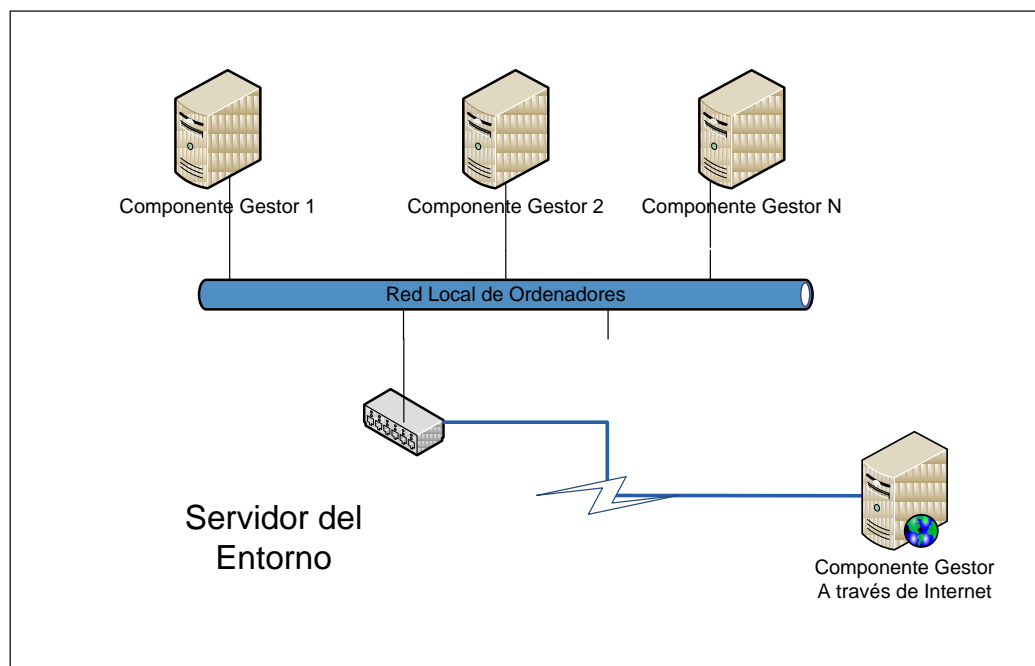 Componente Gestor 1
Componente Gestor 2
Componente Gestor N
Red Local de Ordenadores
Servidor del
Entorno
Componente Gestor
A través de Internet